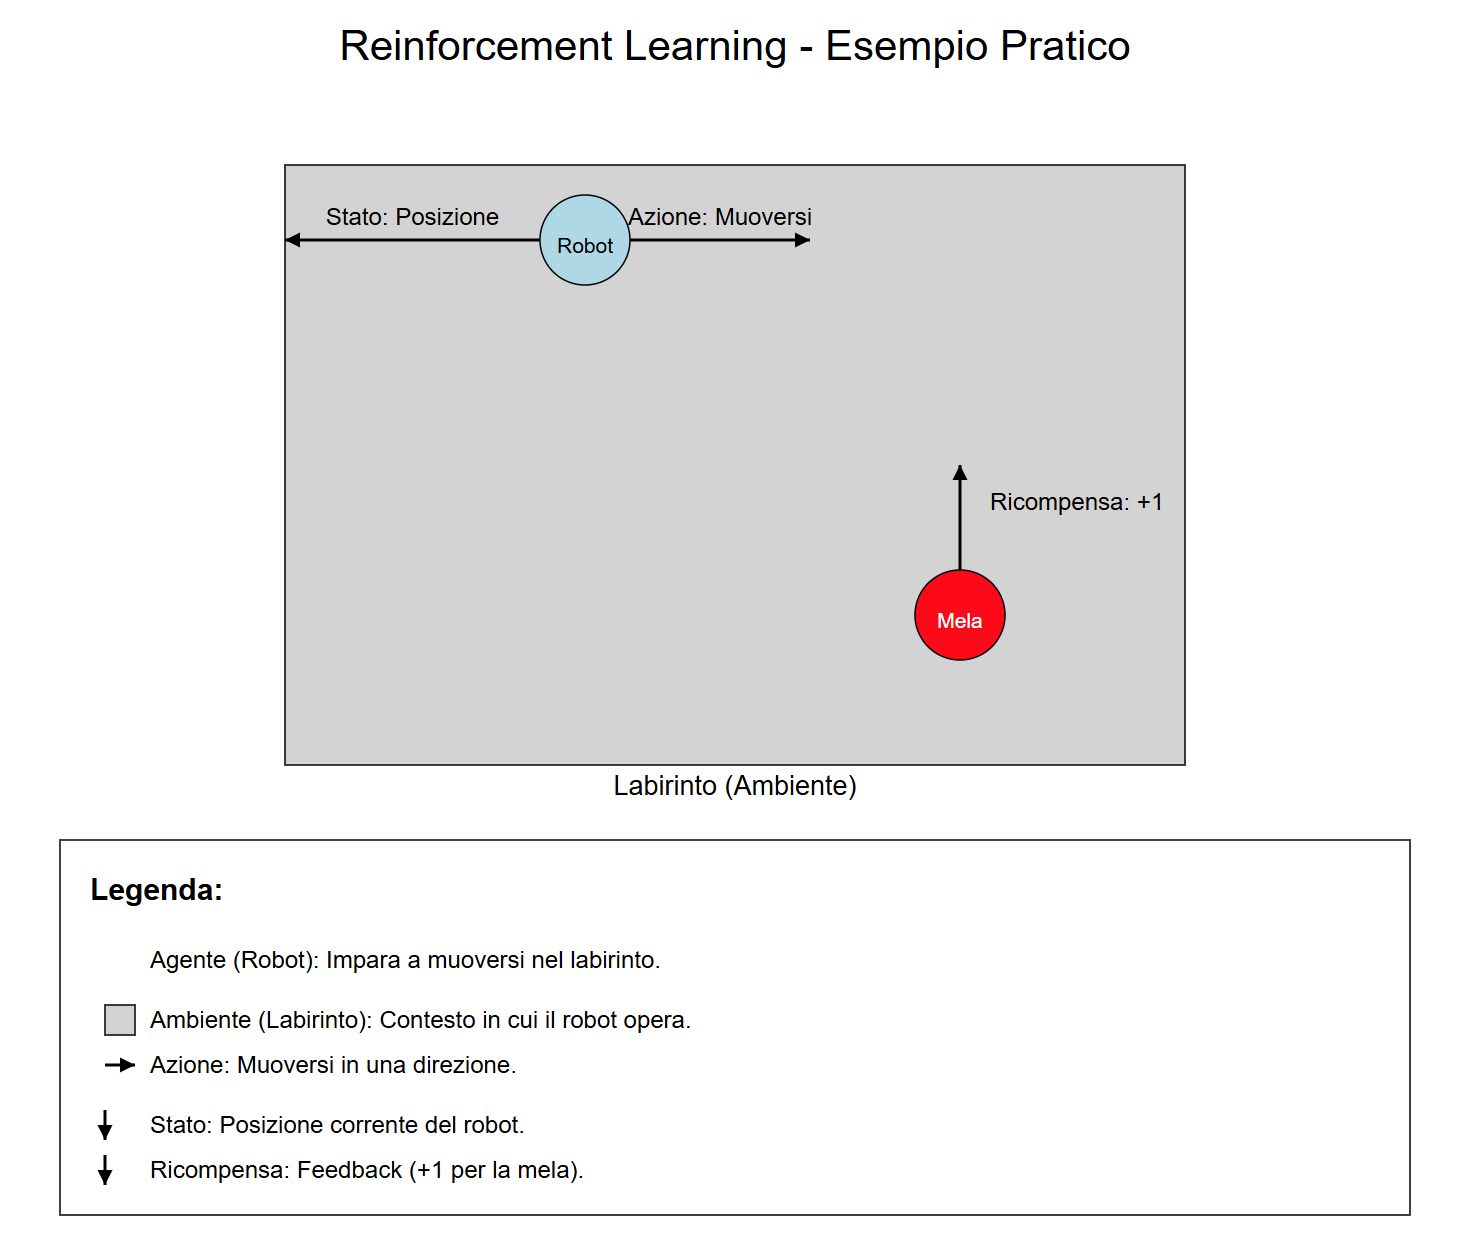 Reinforcement Learning - Esempio Pratico
Stato: Posizione
Azione: Muoversi
Robot
Ricompensa: +1
Mela
Labirinto (Ambiente)
Legenda:
Agente (Robot): Impara a muoversi nel labirinto.
Ambiente (Labirinto): Contesto in cui il robot opera.
Azione: Muoversi in una direzione.
Stato: Posizione corrente del robot.
Ricompensa: Feedback (+1 per la mela).